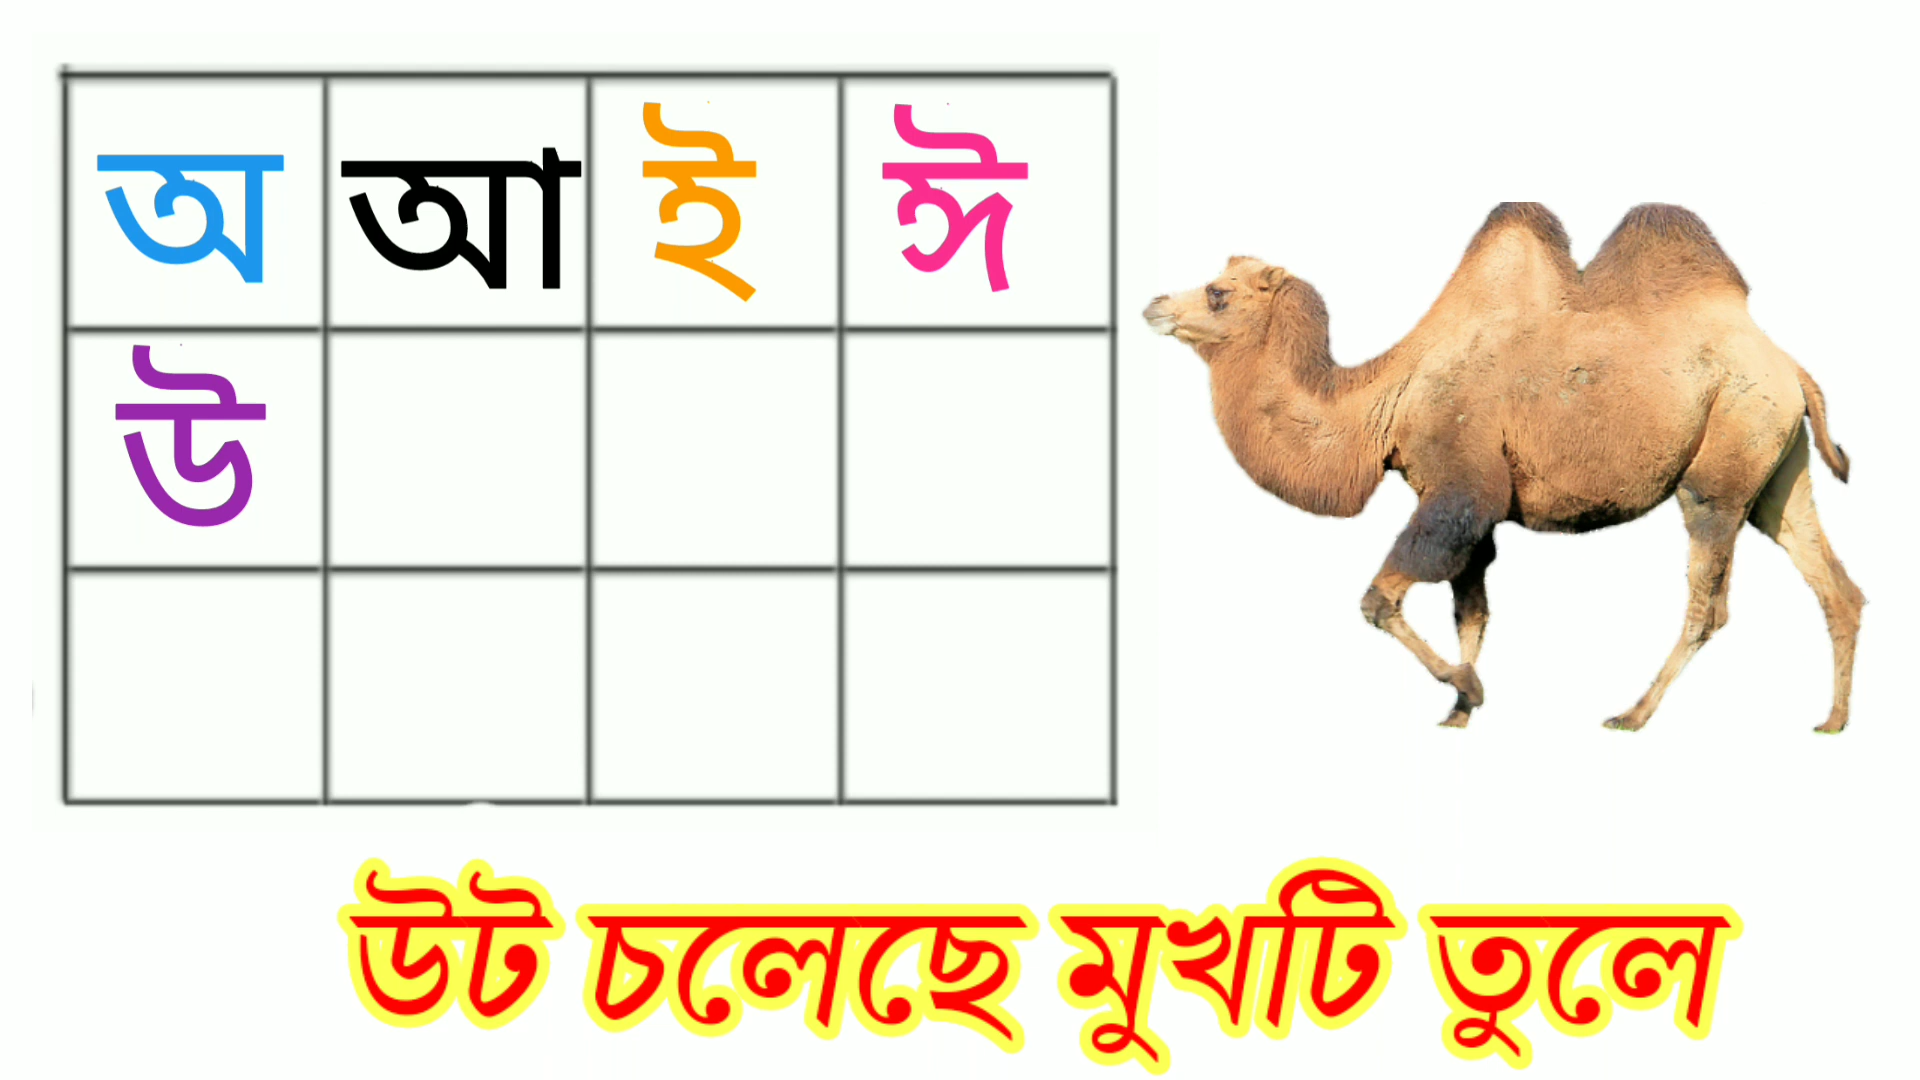 অ আ ই ঈ
উ
উট চলেছে মুখটি তুলে